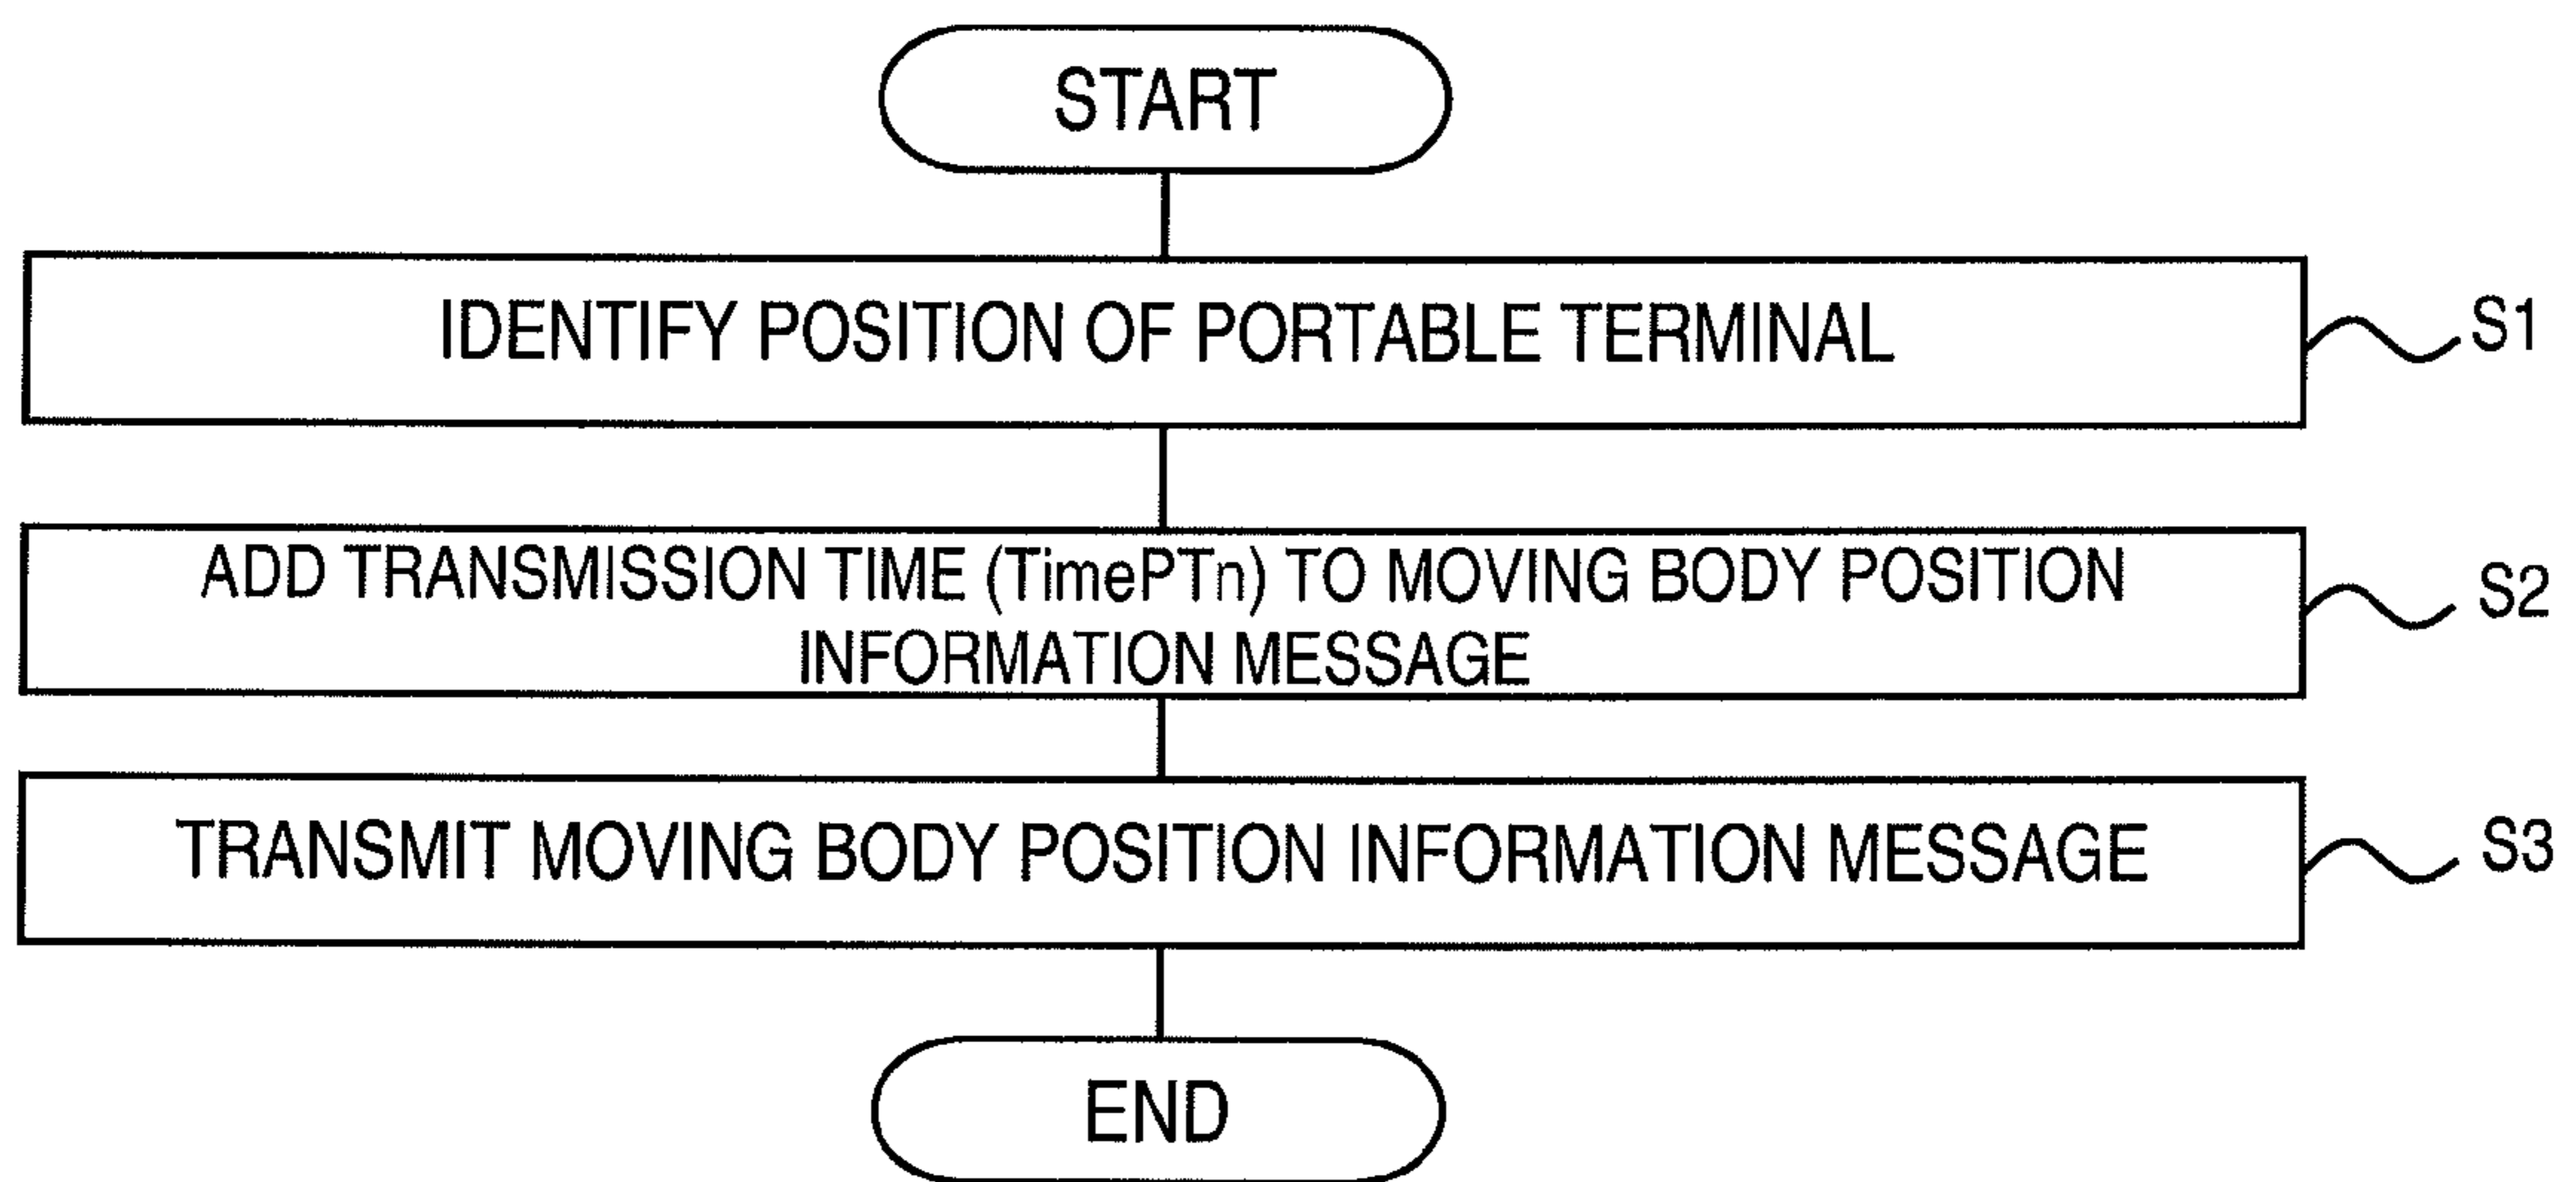 START
IDENTIFY POSITION OF PORTABLE TERMINAL
S1
ADD TRANSMISSION TIME (TimePTn) TO MOVING BODY POSITION
INFORMATION MESSAGE
S2
TRANSMIT MOVING BODY POSITION INFORMATION MESSAGE
S3
END